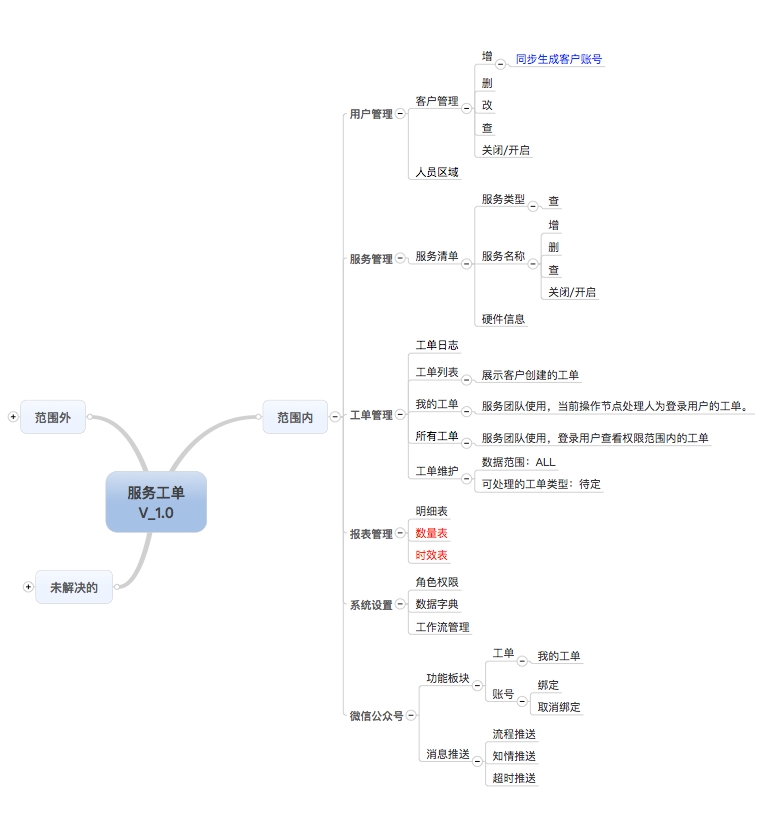 服务工单
V_1.0
范围外
未解决的
范围内
用户管理
客户管理
增
同步生成客户账号
删
改
查
关闭/开启
人员区域
服务管理
服务清单
服务类型
查
服务名称
增
删
查
关闭/开启
硬件信息
工单管理
工单日志
工单列表
展示客户创建的工单
我的工单
服务团队使用，当前操作节点处理人为登录用户的工单。
所有工单
服务团队使用，登录用户查看权限范围内的工单
工单维护
数据范围：ALL
可处理的工单类型：待定
报表管理
明细表
数量表
时效表
系统设置
角色权限
数据字典
工作流管理
微信公众号
功能板块
工单
我的工单
账号
绑定
取消绑定
消息推送
流程推送
知情推送
超时推送